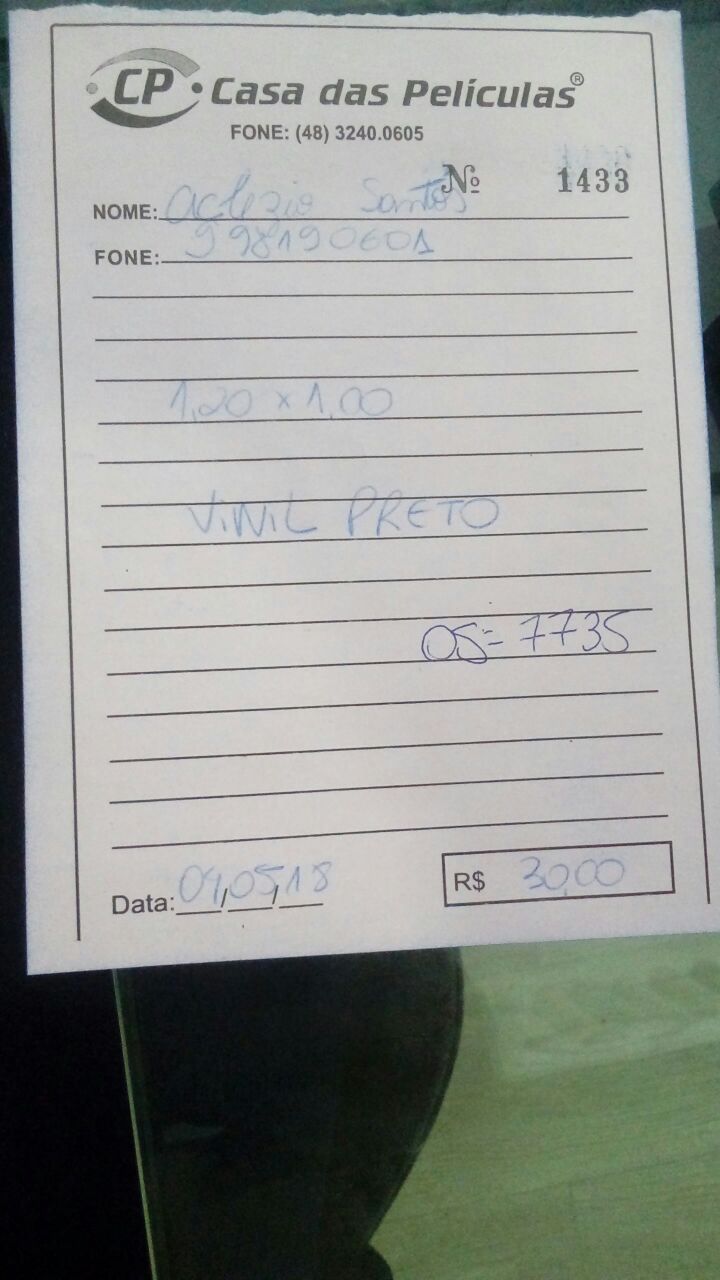 CP Casa das Películas®
FONE: (48) 3240.0605
Nº 1433
NOME: Aclezio Santos
FONE: 998190601
1,20 x 1,00
VINIL PRETO
OS= 7735
Data: 09/05/18
R$ 30,00